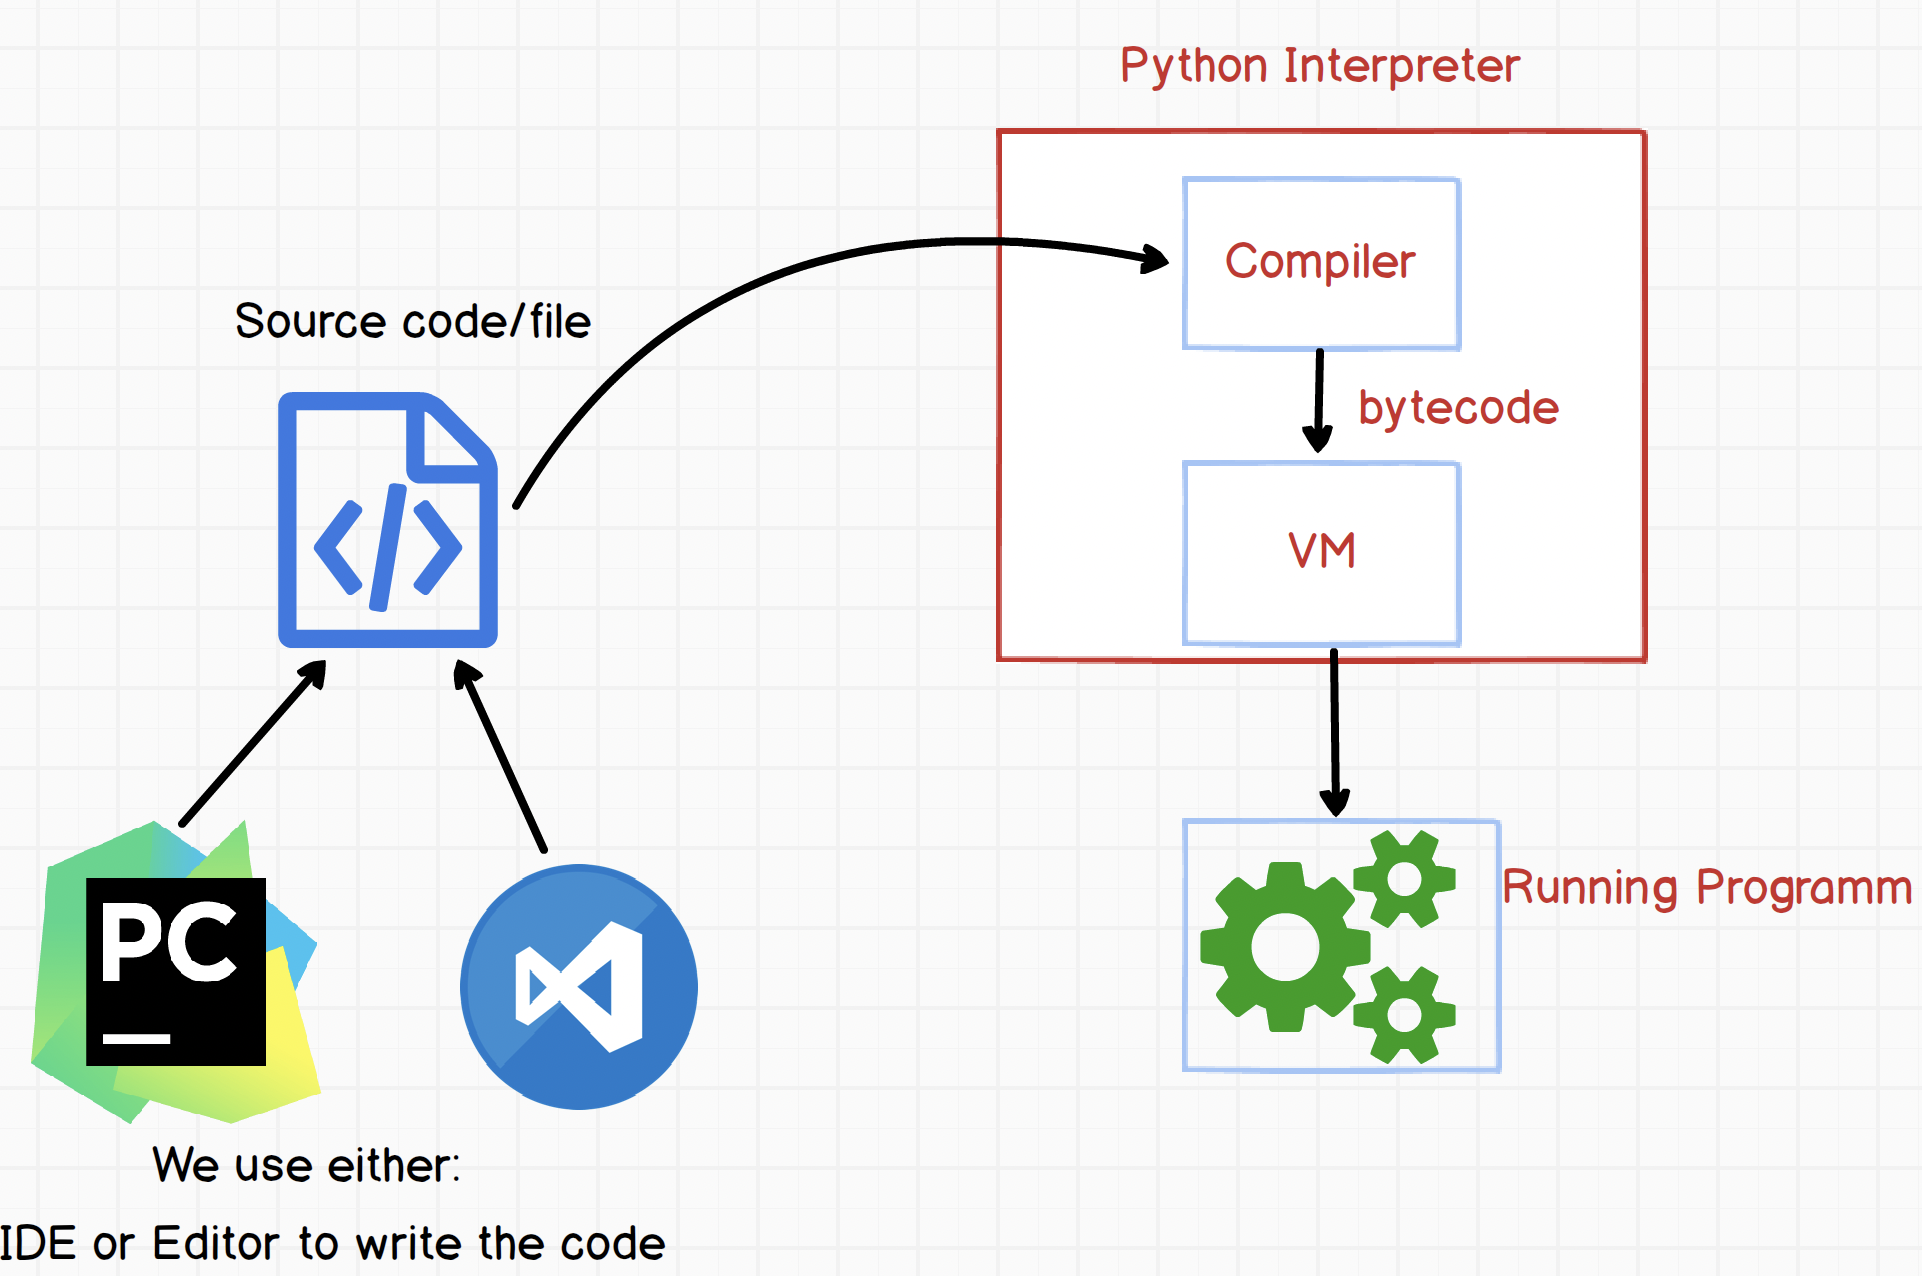 Python Interpreter
Compiler
Source code/file
bytecode
VM
Running Programm
PC
We use either:
IDE or Editor to write the code